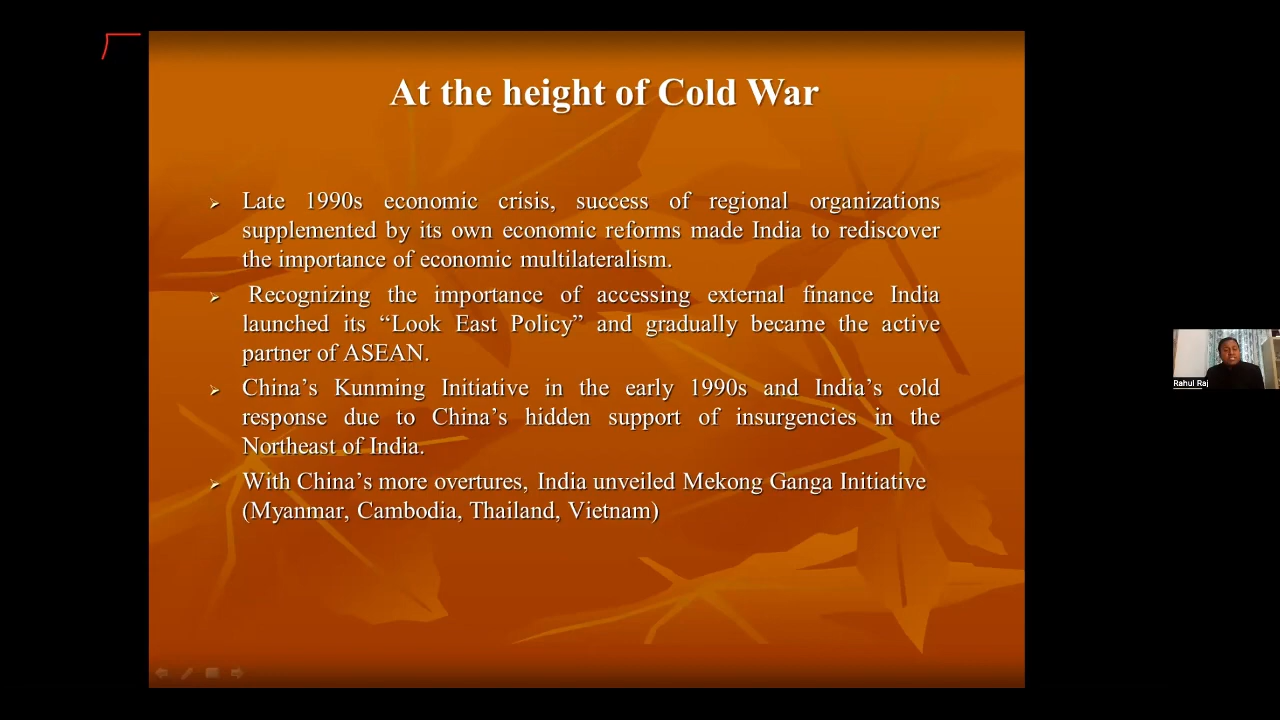 At the height of Cold War
Late 1990s economic crisis, success of regional organizations
supplemented by its own economic reforms made India to rediscover
the importance of economic multilateralism.
Recognizing the importance of accessing external finance India
launched its “Look East Policy” and gradually became the active
partner of ASEAN.
China’s Kunming Initiative in the early 1990s and India’s cold
response due to China’s hidden support of insurgencies in the
Northeast of India.
With China’s more overtures, India unveiled Mekong Ganga Initiative
(Myanmar, Cambodia, Thailand, Vietnam)
Rahul Raj